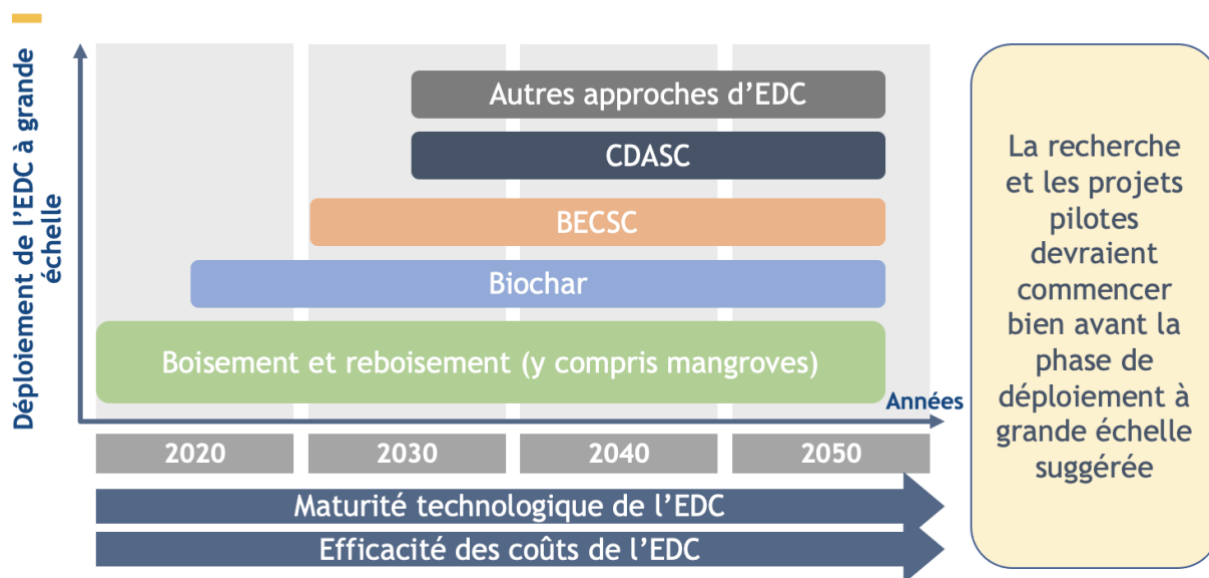 Déploiement de l’EDC à grande
échelle
Autres approches d’EDC
CDASC
BECSC
Biochar
Boisement et reboisement (y compris mangroves)
Années
2020
2030
2040
2050
Maturité technologique de l’EDC
Efficacité des coûts de l’EDC
La recherche
et les projets
pilotes
devraient
commencer
bien avant la
phase de
déploiement à
grande échelle
suggérée